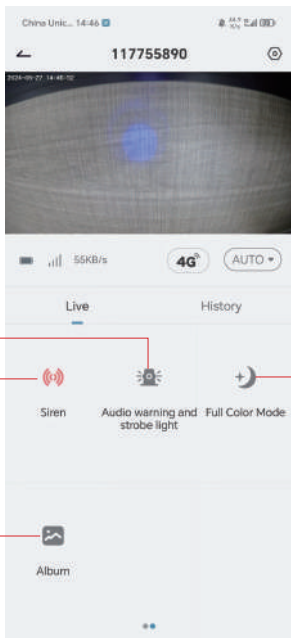 China Unic... 14:46
117755890
55KB/s
4G
AUTO
Live
History
Siren
Audio warning and
strobe light
Full Color Mode
Album